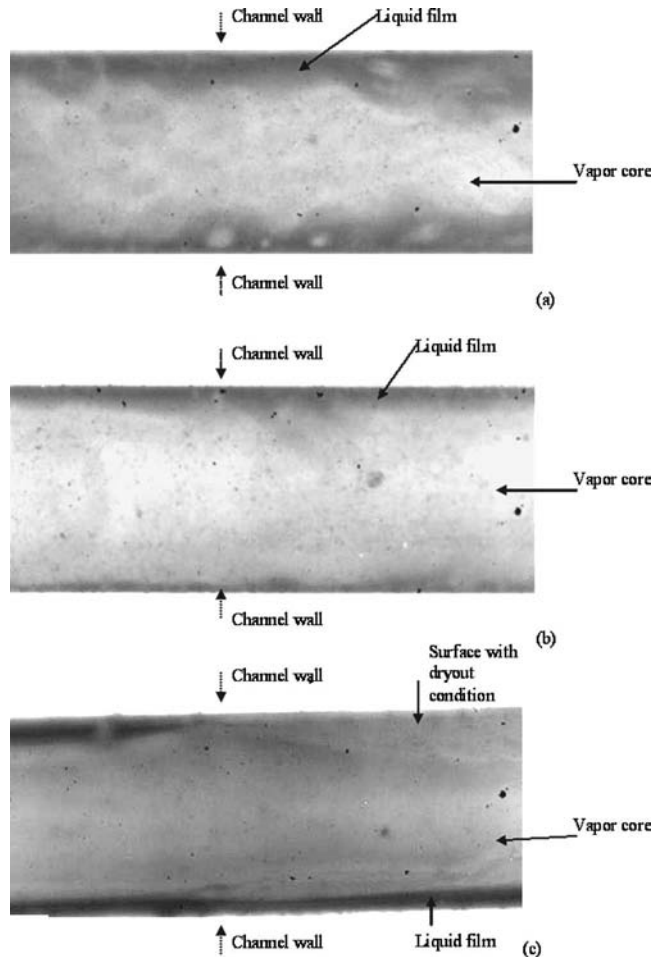 Channel wall
Liquid film
Vapor core
Channel wall
(a)
Channel wall
Liquid film
Vapor core
Channel wall
(b)
Surface with
dryout
condition
Channel wall
Vapor core
Channel wall
Liquid film
(c)